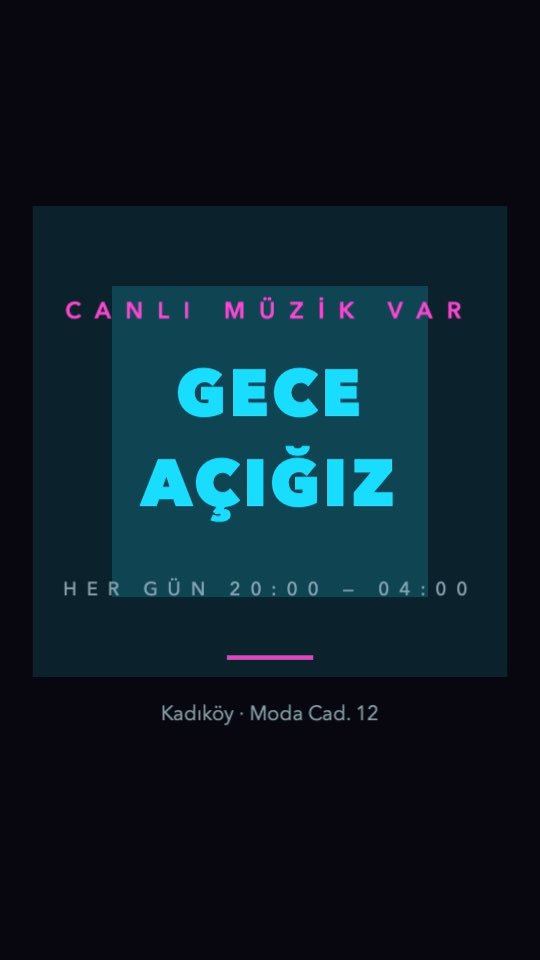 CANLI MÜZİK VAR
GECE
AÇIĞIZ
HER GÜN 20:00 – 04:00
Kadıköy · Moda Cad. 12